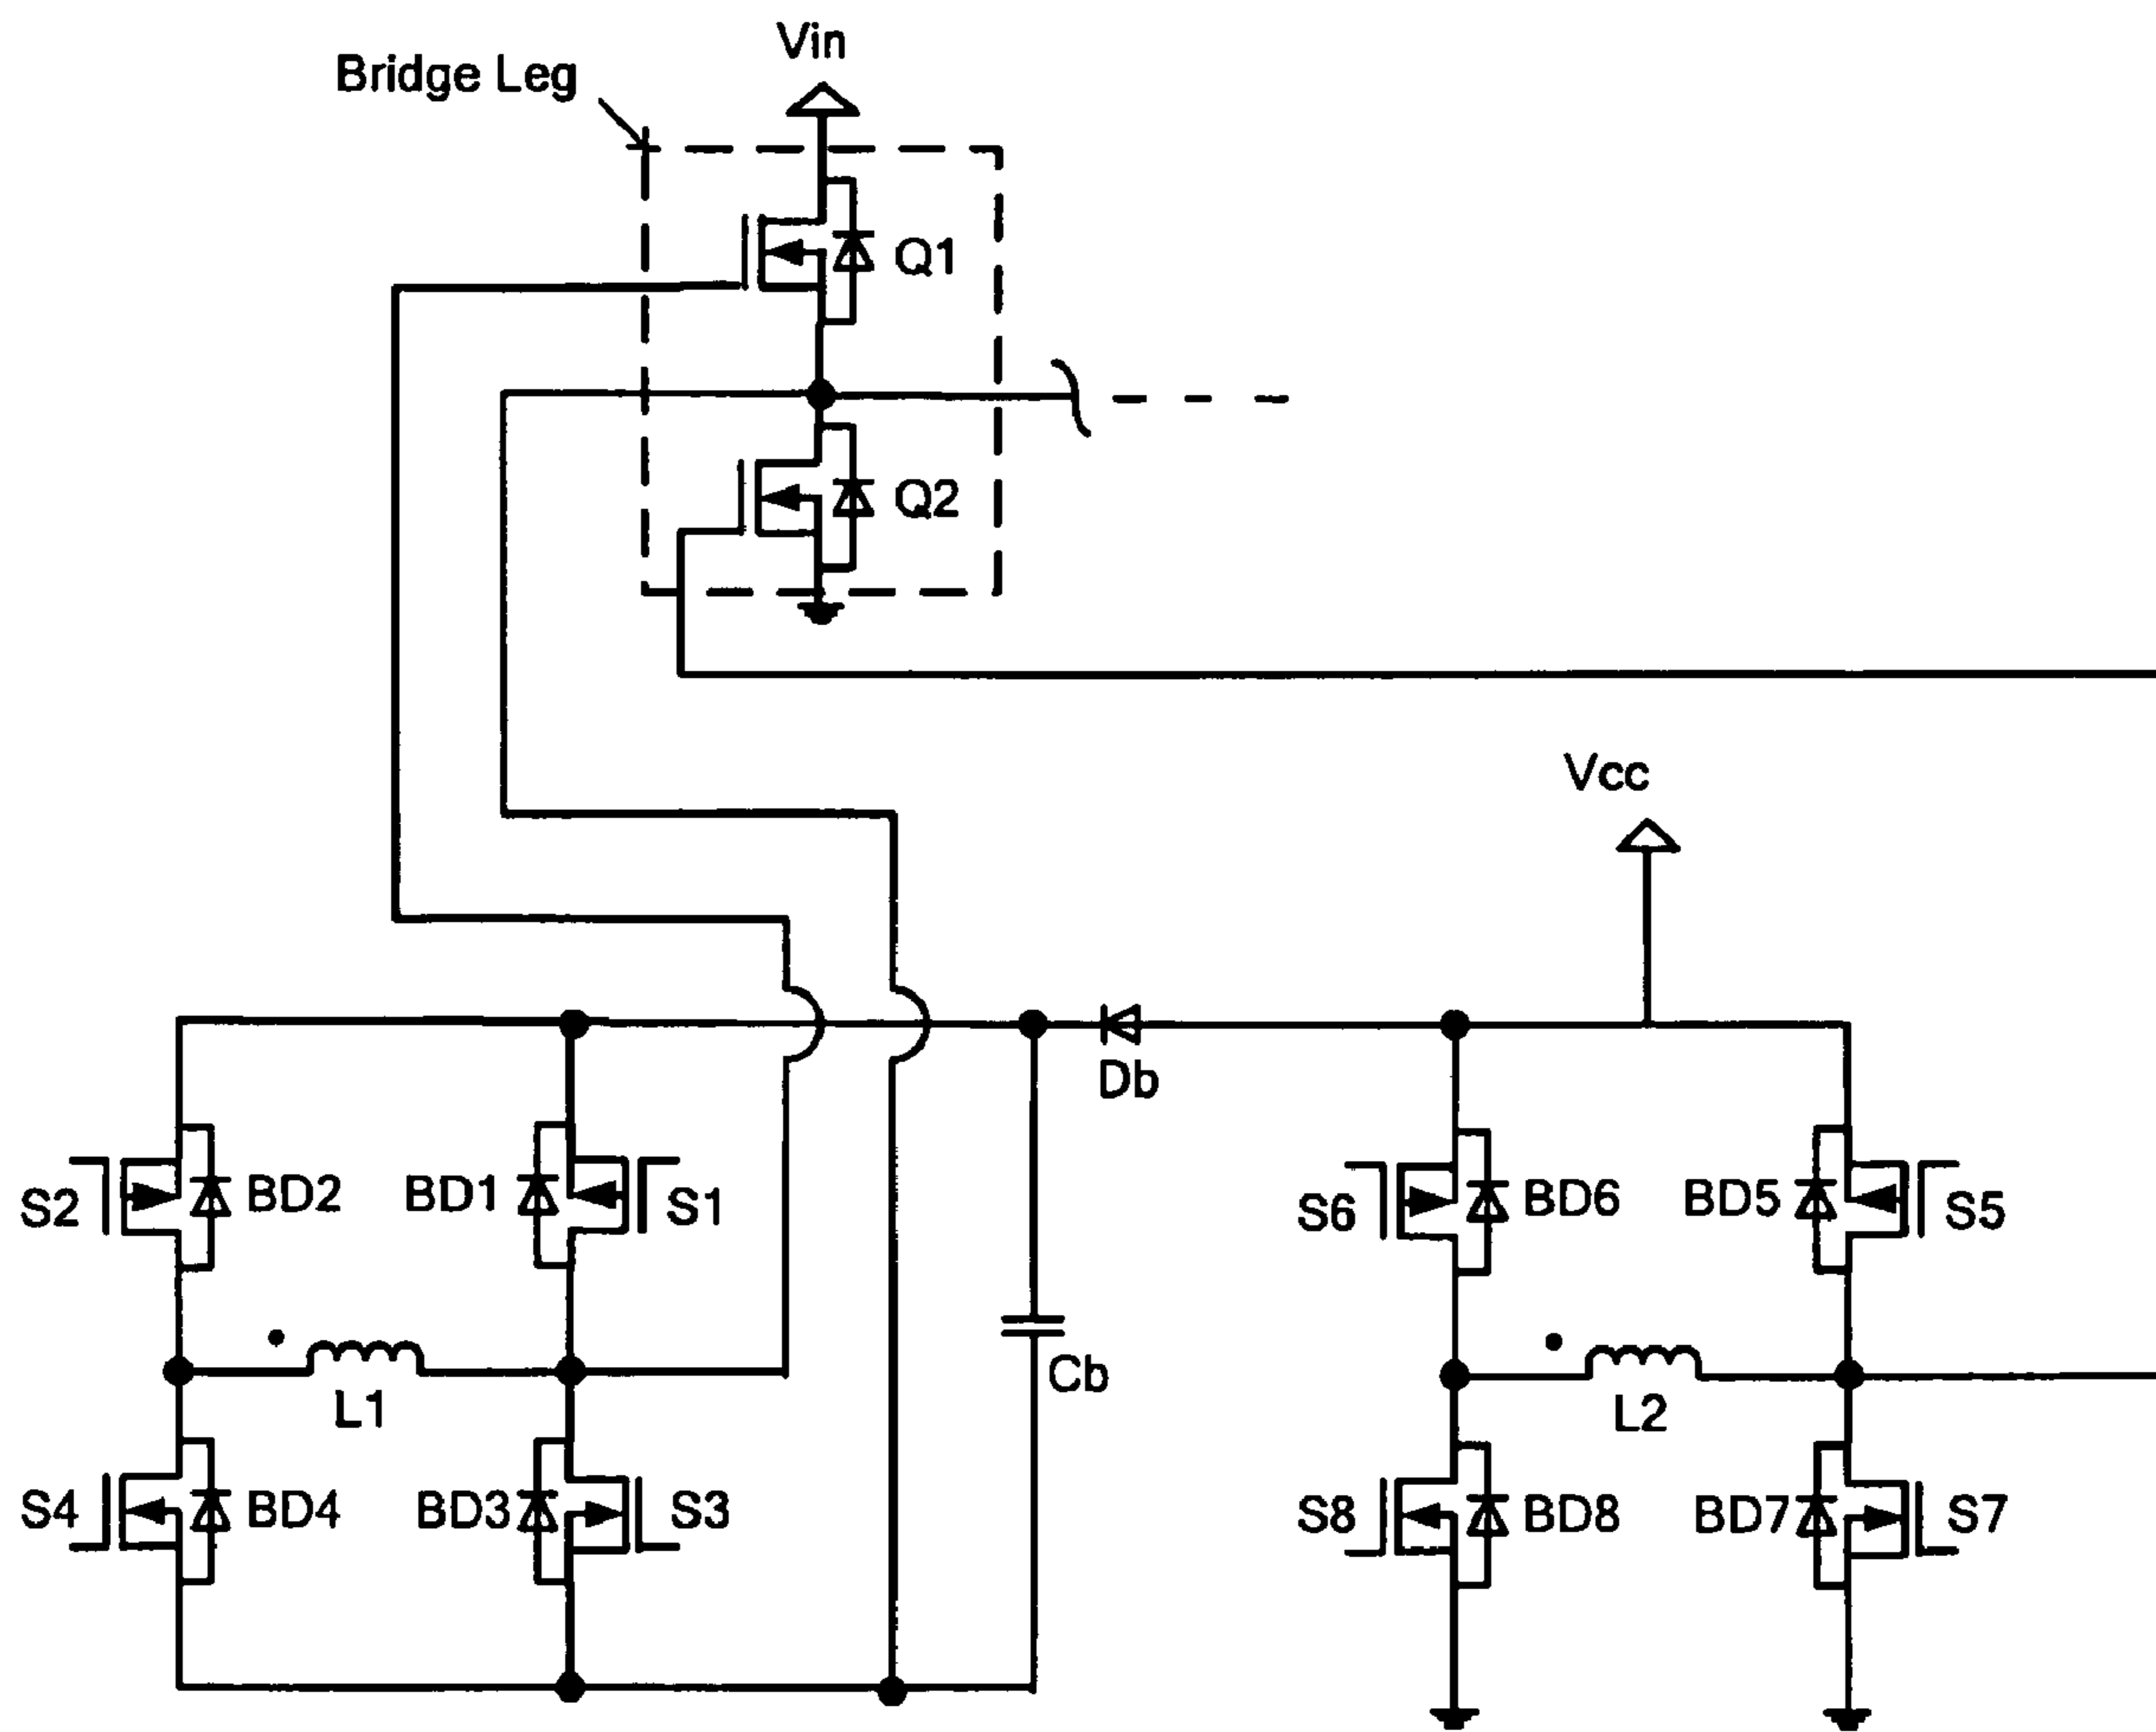 Vin
Bridge Leg
Q1
Q2
Vcc
Db
S2
BD2
BD1
S1
S6
BD6
BD5
S5
L1
Cb
L2
S4
BD4
BD3
S3
S8
BD8
BD7
S7